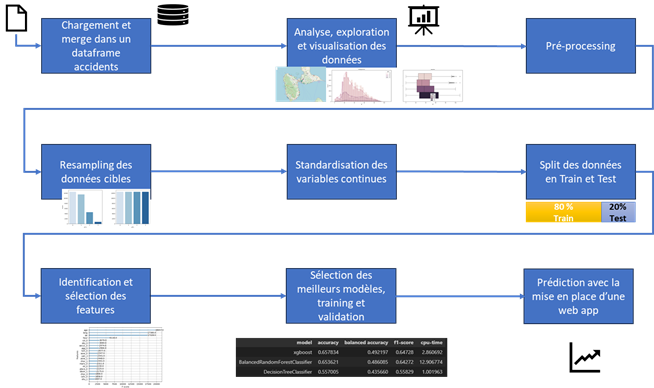 Chargement et
merge dans un
dataframe
accidents
Analyse, exploration
et visualisation des
données
Pré-processing
Resampling des
données cibles
Standardisation des
variables continues
Split des données
en Train et Test
80 %
Train
20%
Test
Identification et
sélection des
features
Sélection des
meilleurs modèles,
training et
validation
Prédiction avec la
mise en place d'une
web app
model accuracy balanced accuracy f1-score cpu-time
xgboost 0.657834 0.492197 0.64728 2.860692
BalancedRandomForestClassifier 0.653621 0.486085 0.64272 12.906774
DecisionTreeClassifier 0.557005 0.435660 0.55829 1.001963